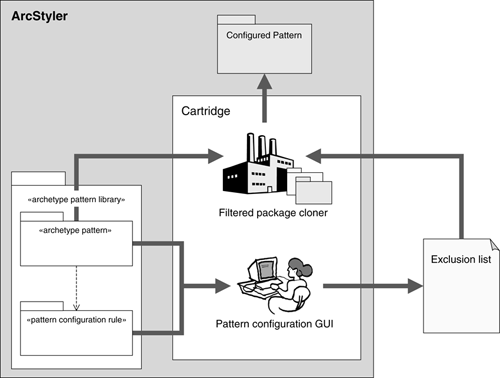 ArcStyler
Configured Pattern
Cartridge
Filtered package cloner
«archetype pattern library»
«archetype pattern»
«pattern configuration rule»
Pattern configuration GUI
Exclusion list